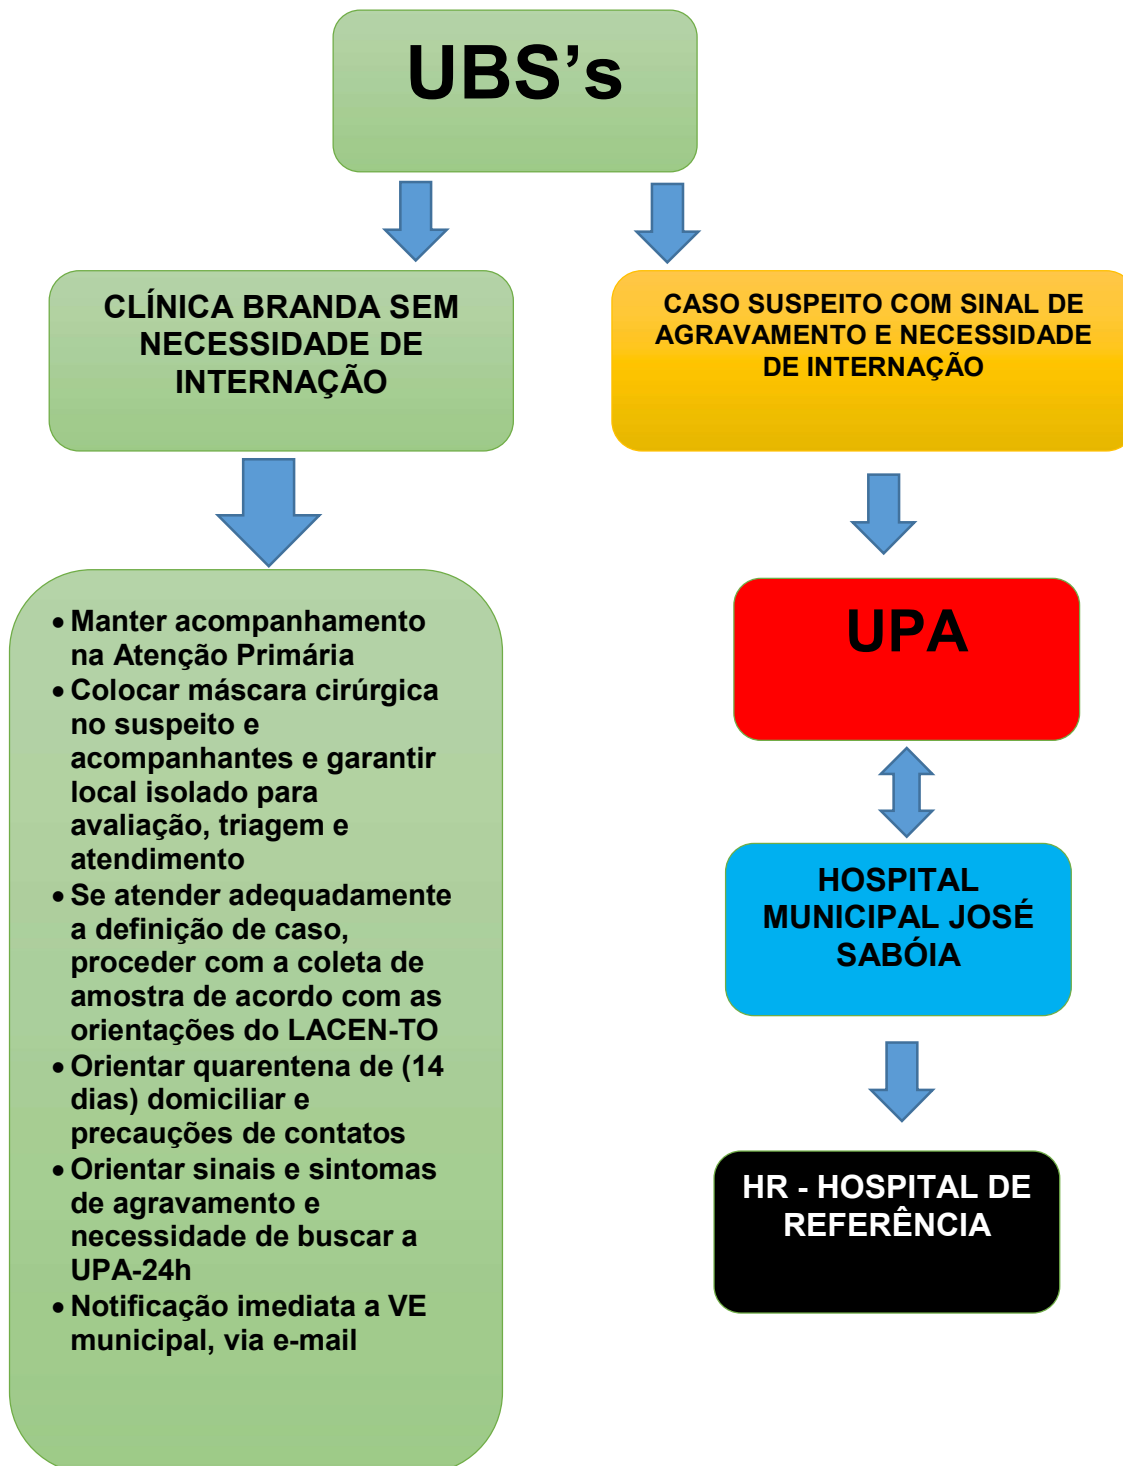 UBS’s
CLÍNICA BRANDA SEM
NECESSIDADE DE
INTERNAÇÃO
CASO SUSPEITO COM SINAL DE
AGRAVAMENTO E NECESSIDADE
DE INTERNAÇÃO
• Manter acompanhamento
na Atenção Primária
• Colocar máscara cirúrgica
no suspeito e
acompanhantes e garantir
local isolado para
avaliação, triagem e
atendimento
• Se atender adequadamente
a definição de caso,
proceder com a coleta de
amostra de acordo com as
orientações do LACEN-TO
• Orientar quarentena de (14
dias) domiciliar e
precauções de contatos
• Orientar sinais e sintomas
de agravamento e
necessidade de buscar a
UPA-24h
• Notificação imediata a VE
municipal, via e-mail
UPA
HOSPITAL
MUNICIPAL JOSÉ
SABÓIA
HR - HOSPITAL DE
REFERÊNCIA